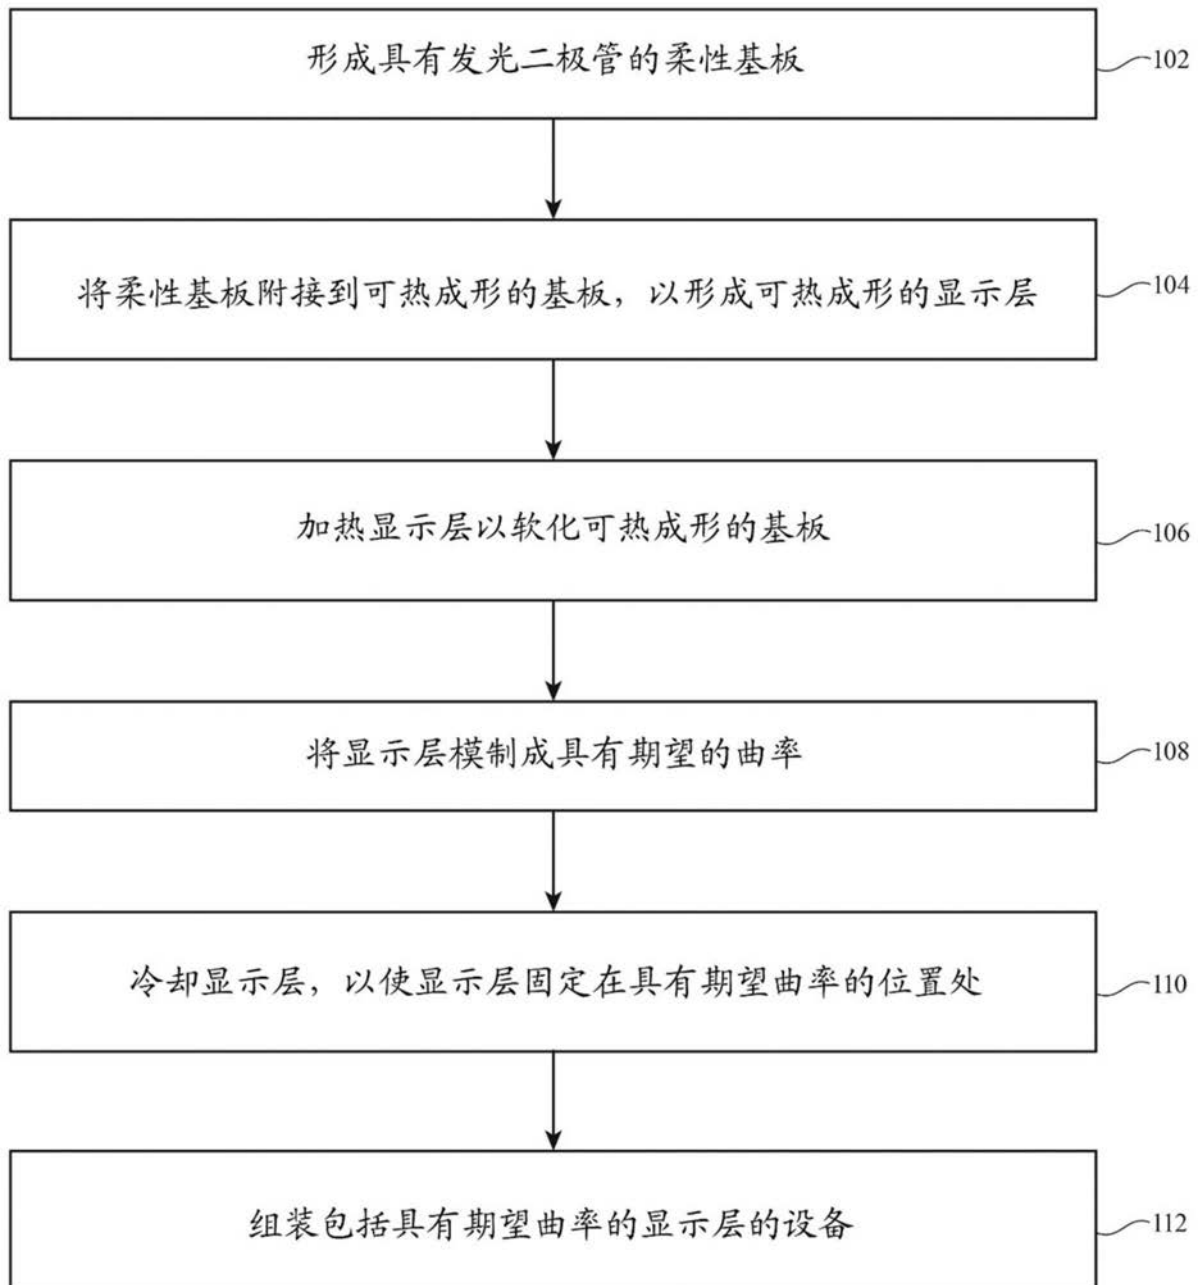 形成具有发光二极管的柔性基板
102
将柔性基板附接到可热成形的基板，以形成可热成形的显示层
104
加热显示层以软化可热成形的基板
106
将显示层模制成具有期望的曲率
108
冷却显示层，以使显示层固定在具有期望曲率的位置处
110
组装包括具有期望曲率的显示层的设备
112